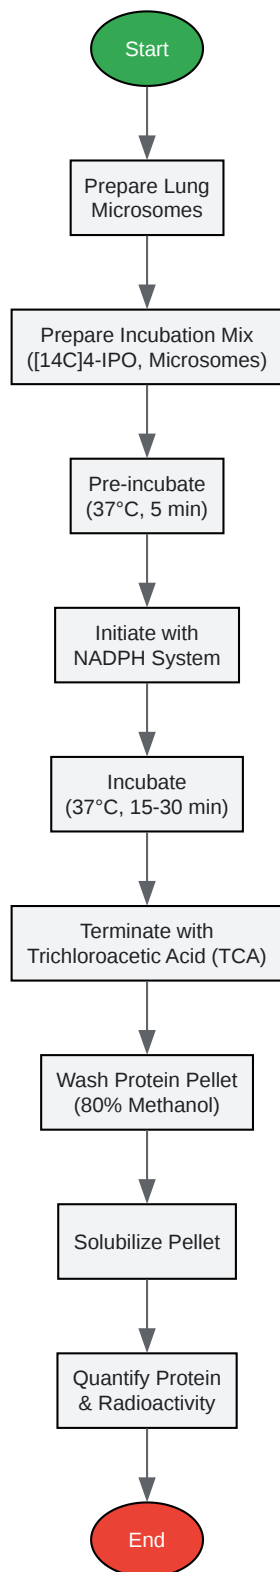 Start
Prepare Lung
Microsomes
Prepare Incubation Mix
([14C]4-IPO, Microsomes)
Pre-incubate
(37°C, 5 min)
Initiate with
NADPH System
Incubate
(37°C, 15-30 min)
Terminate with
Trichloroacetic Acid (TCA)
Wash Protein Pellet
(80% Methanol)
Solubilize Pellet
Quantify Protein
& Radioactivity
End